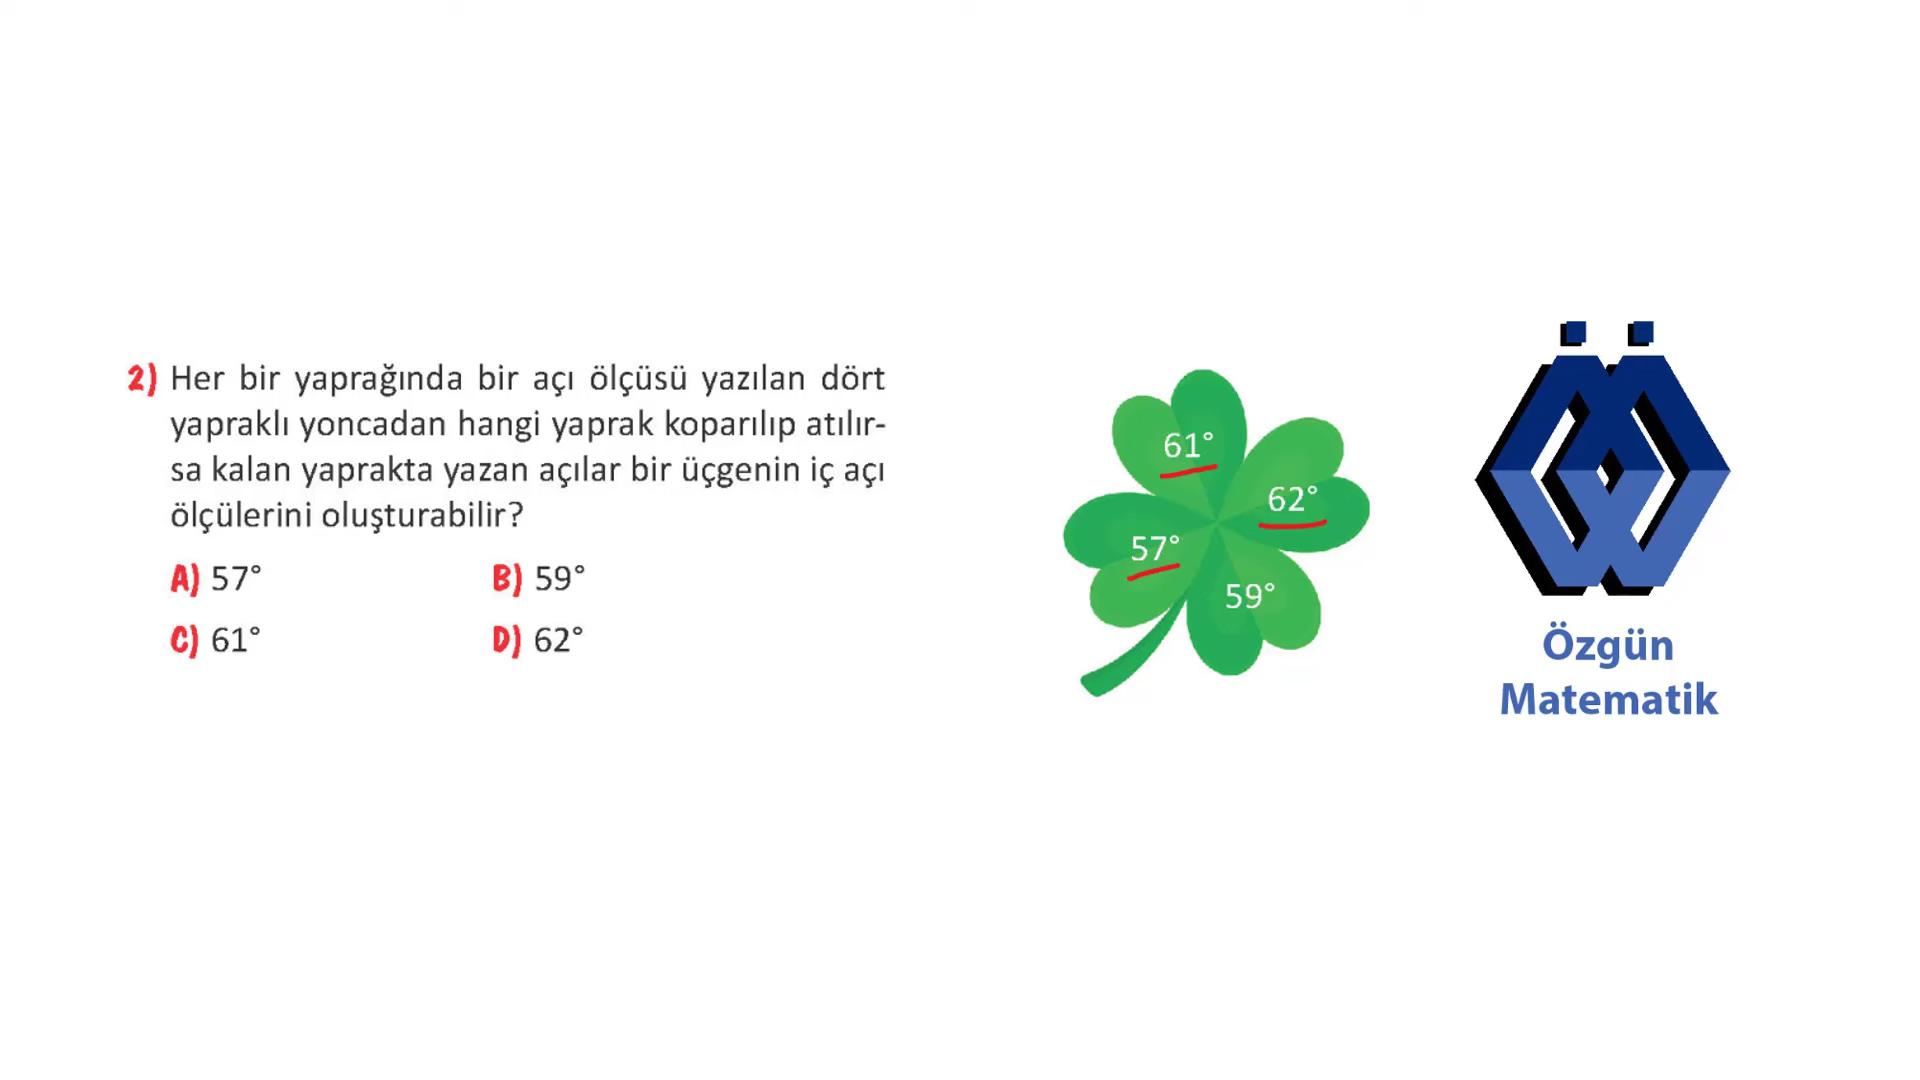 2) Her bir yaprağında bir açı ölçüsü yazılan dört
yapraklı yoncadan hangi yaprak koparılıp atılır-
sa kalan yaprakta yazan açılar bir üçgenin iç açı
ölçülerini oluşturabilir?
A) 57° B) 59°
C) 61° D) 62°
61°
62°
57°
59°
Özgün
Matematik